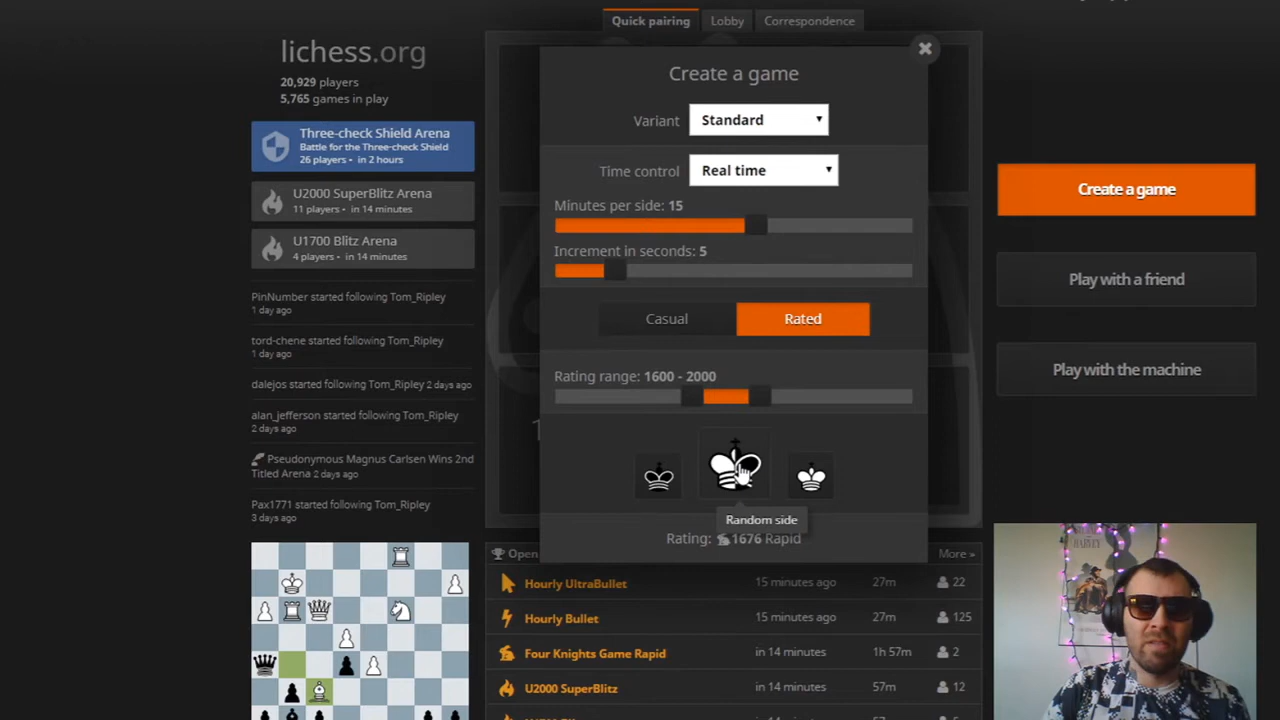 Quick pairing
Lobby
Correspondence
lichess.org
20,929 players
5,765 games in play
Three-check Shield Arena
Battle for the Three-check Shield
26 players • in 2 hours
U2000 SuperBlitz Arena
11 players • in 14 minutes
U1700 Blitz Arena
4 players • in 14 minutes
PinNumber started following Tom_Ripley
1 day ago
tord-chene started following Tom_Ripley
1 day ago
dalejos started following Tom_Ripley 2 days ago
alan_jefferson started following Tom_Ripley
2 days ago
Pseudonymous Magnus Carlsen Wins 2nd
Titled Arena 2 days ago
Pax1771 started following Tom_Ripley
3 days ago
Create a game
Variant Standard
Time control Real time
Minutes per side: 15
Increment in seconds: 5
Casual
Rated
Rating range: 1600 - 2000
Random side
Rating: 1676 Rapid
Create a game
Play with a friend
Play with the machine
Open
More »
Hourly UltraBullet 15 minutes ago 27m 22
Hourly Bullet 15 minutes ago 27m 125
Four Knights Game Rapid in 14 minutes 1h 57m 2
U2000 SuperBlitz in 14 minutes 57m 12
HARVEY